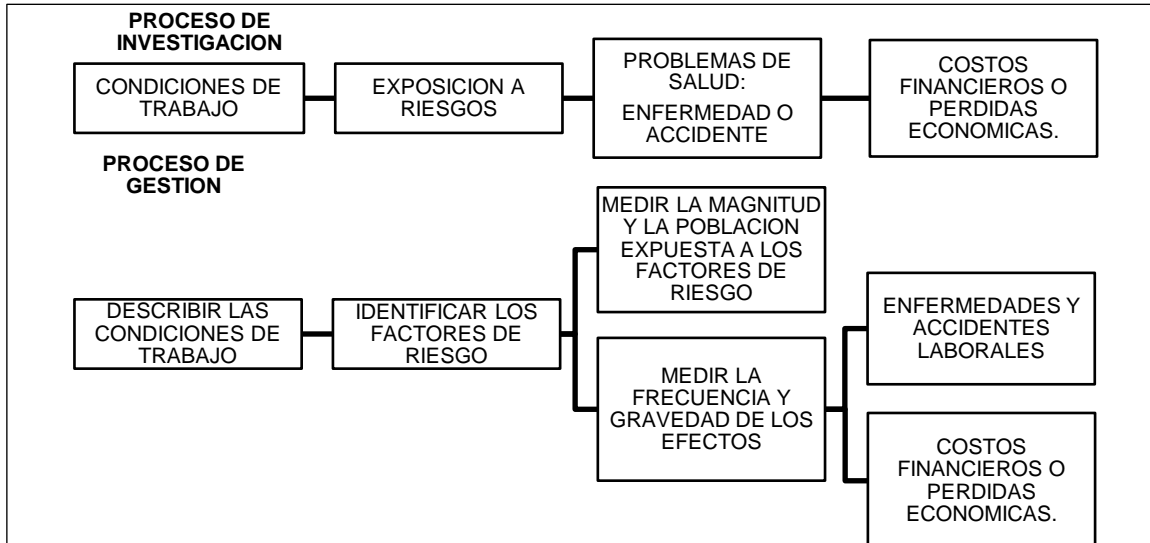 PROCESO DE
INVESTIGACION
CONDICIONES DE
TRABAJO
EXPOSICION A
RIESGOS
PROBLEMAS DE
SALUD:
ENFERMEDAD O
ACCIDENTE
COSTOS
FINANCIEROS O
PERDIDAS
ECONOMICAS.
PROCESO DE
GESTION
DESCRIBIR LAS
CONDICIONES DE
TRABAJO
IDENTIFICAR LOS
FACTORES DE
RIESGO
MEDIR LA MAGNITUD
Y LA POBLACION
EXPUESTA A LOS
FACTORES DE
RIESGO
MEDIR LA
FRECUENCIA Y
GRAVEDAD DE LOS
EFECTOS
ENFERMEDADES Y
ACCIDENTES
LABORALES
COSTOS
FINANCIEROS O
PERDIDAS
ECONOMICAS.